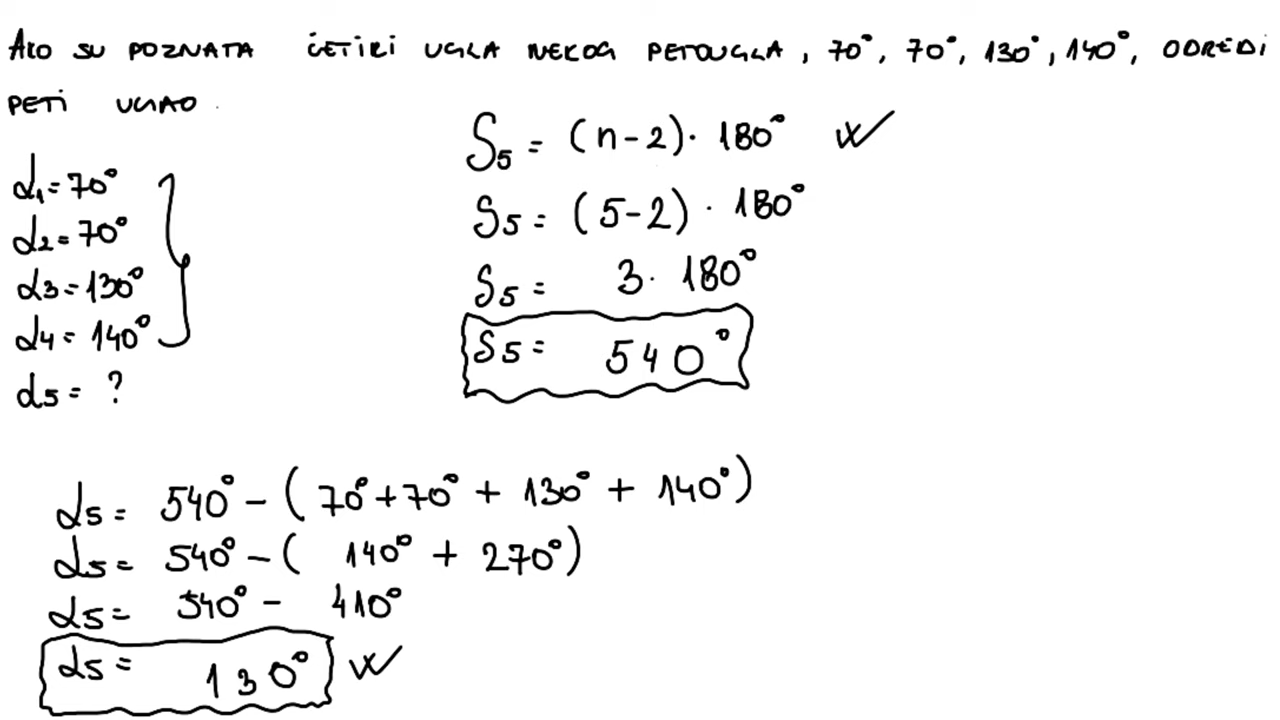 AKO SU POZNATA ČETIRI UGLA NEKOG PETOUGLA, 70°, 70°, 130°, 140°, ODREDI
PETI UGAO.
α₁=70°
α₂=70°
α₃=130°
α₄=140°
α₅= ?
S₅ = (n-2)· 180°
S₅ = (5-2) · 180°
S₅ = 3· 180°
S₅ = 540°
α₅= 540° - ( 70°+70° + 130° + 140°)
α₅= 540° - ( 140° + 270°)
α₅= 540° - 410°
α₅= 130°